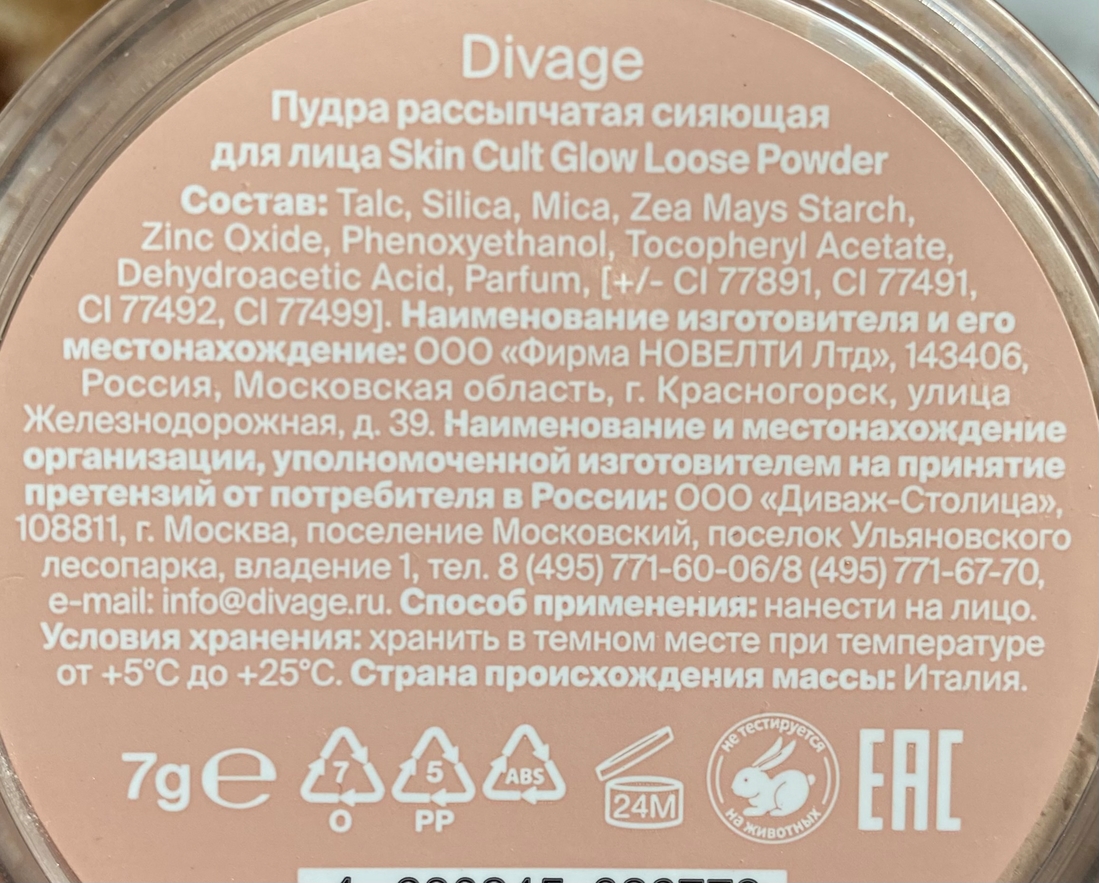 Divage
Пудра рассыпчатая сияющая
для лица Skin Cult Glow Loose Powder
Состав: Talc, Silica, Mica, Zea Mays Starch,
Zinc Oxide, Phenoxyethanol, Tocopheryl Acetate,
Dehydroacetic Acid, Parfum, [+/- CI 77891, CI 77491,
CI 77492, CI 77499]. Наименование изготовителя и его
местонахождение: ООО «Фирма НОВЕЛТИ Лтд», 143406,
Россия, Московская область, г. Красногорск, улица
Железнодорожная, д. 39. Наименование и местонахождение
организации, уполномоченной изготовителем на принятие
претензий от потребителя в России: ООО «Диваж-Столица»,
108811, г. Москва, поселение Московский, поселок Ульяновского
лесопарка, владение 1, тел. 8 (495) 771-60-06/8 (495) 771-67-70,
e-mail: info@divage.ru. Способ применения: нанести на лицо.
Условия хранения: хранить в темном месте при температуре
от +5°C до +25°C. Страна происхождения массы: Италия.
7g e 7 5 ABS 24M не тестируется на животных EAC
O PP